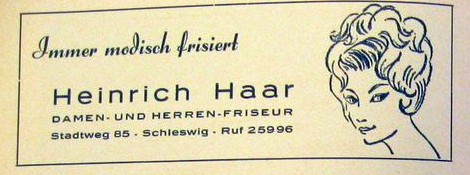 Immer modisch frisiert
Heinrich Haar
DAMEN- UND HERREN-FRISEUR
Stadtweg 85 · Schleswig · Ruf 25996